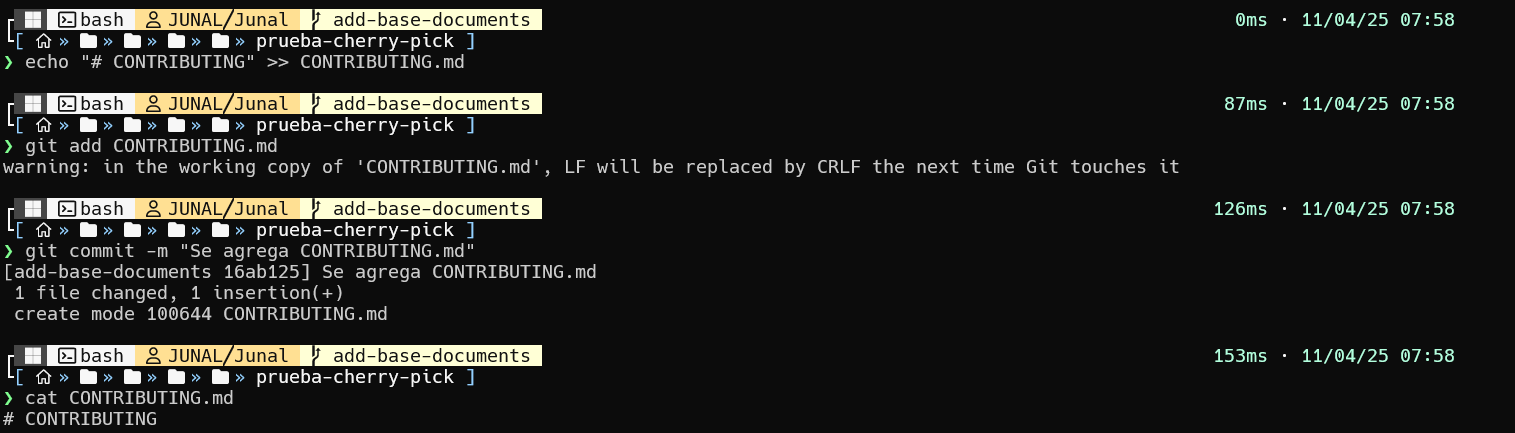 bash JUNAL/Junal add-base-documents 0ms · 11/04/25 07:58
[ » » » » » prueba-cherry-pick ]
❯ echo "# CONTRIBUTING" >> CONTRIBUTING.md
bash JUNAL/Junal add-base-documents 87ms · 11/04/25 07:58
[ » » » » » prueba-cherry-pick ]
❯ git add CONTRIBUTING.md
warning: in the working copy of 'CONTRIBUTING.md', LF will be replaced by CRLF the next time Git touches it
bash JUNAL/Junal add-base-documents 126ms · 11/04/25 07:58
[ » » » » » prueba-cherry-pick ]
❯ git commit -m "Se agrega CONTRIBUTING.md"
[add-base-documents 16ab125] Se agrega CONTRIBUTING.md
1 file changed, 1 insertion(+)
create mode 100644 CONTRIBUTING.md
bash JUNAL/Junal add-base-documents 153ms · 11/04/25 07:58
[ » » » » » prueba-cherry-pick ]
❯ cat CONTRIBUTING.md
# CONTRIBUTING